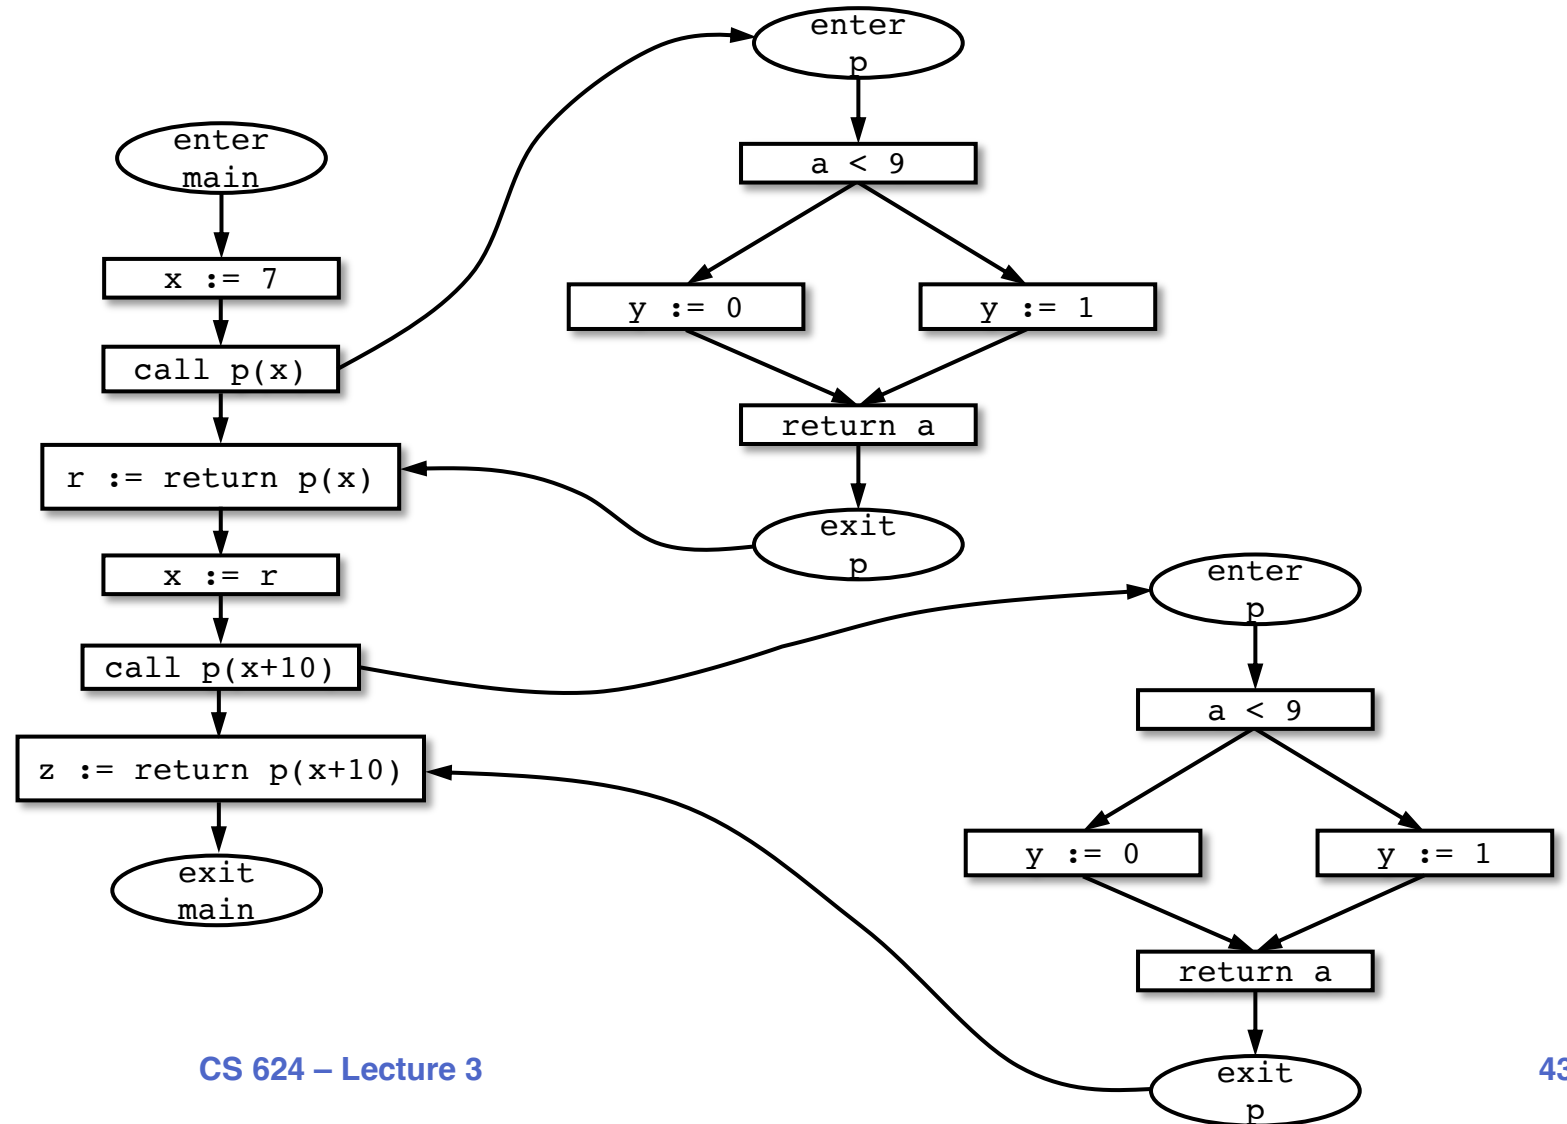 enter
main
x := 7
call p(x)
r := return p(x)
x := r
call p(x+10)
z := return p(x+10)
exit
main
enter
p
a < 9
y := 0
y := 1
return a
exit
p
enter
p
a < 9
y := 0
y := 1
return a
exit
p
CS 624 – Lecture 3
43